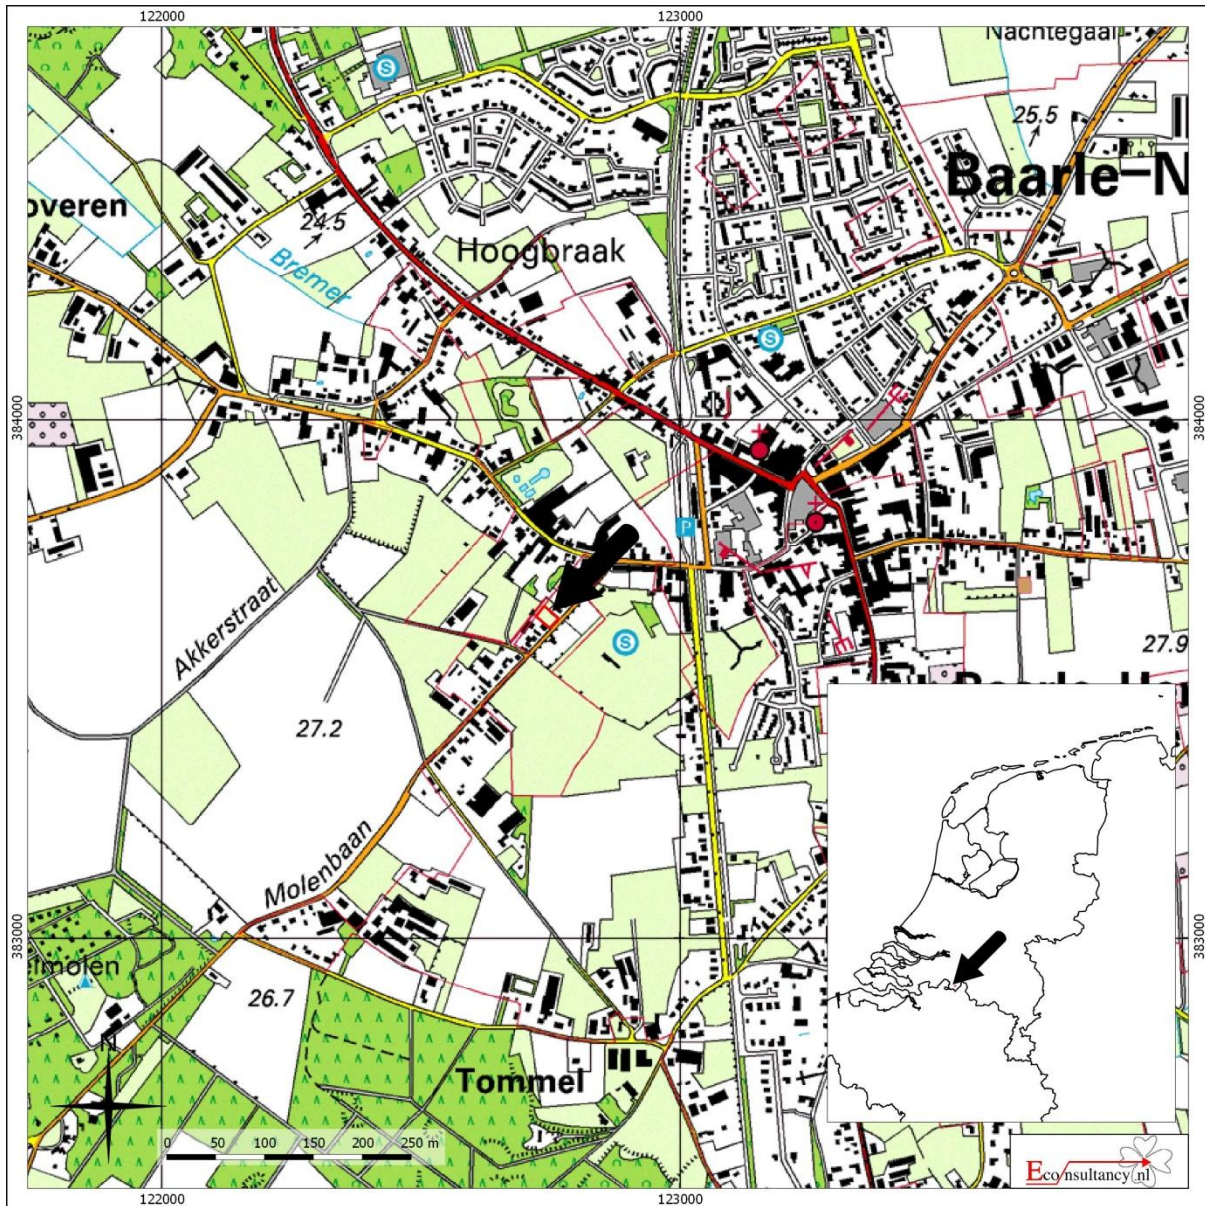 122000
123000
Nachtegaal
S
25.5
Baarle-N
overen
24.5
Hoogbraak
Bremer
S
384000
384000
P
Akkerstraat
S
27.9
27.2
Molenbaan
383000
383000
elmolen
26.7
N
Tommel
0 50 100 150 200 250 m
Econsultancy.nl
122000
123000